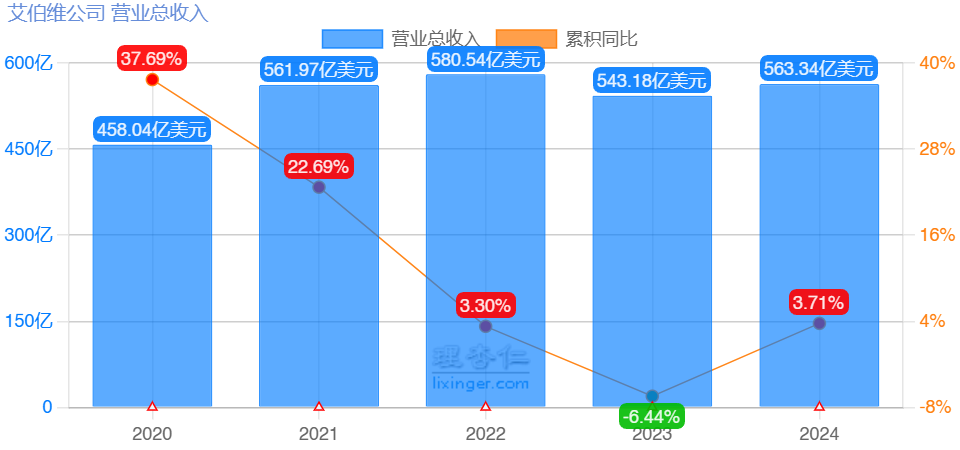 艾伯维公司 营业总收入
营业总收入 累积同比
600亿 37.69% 561.97亿美元 580.54亿美元 543.18亿美元 563.34亿美元 40%
458.04亿美元
450亿 28%
22.69%
300亿 16%
3.30% 3.71%
150亿 4%
理杏仁
lixinger.com
0 -6.44% -8%
2020 2021 2022 2023 2024